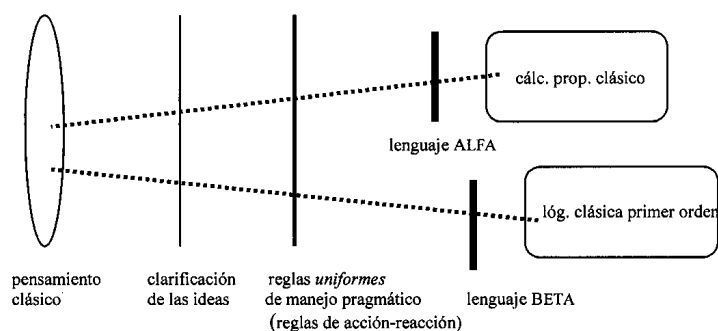 cálc. prop. clásico
lenguaje ALFA
lóg. clásica primer orden
pensamiento
clásico
clarificación
de las ideas
reglas uniformes
de manejo pragmático
(reglas de acción-reacción)
lenguaje BETA